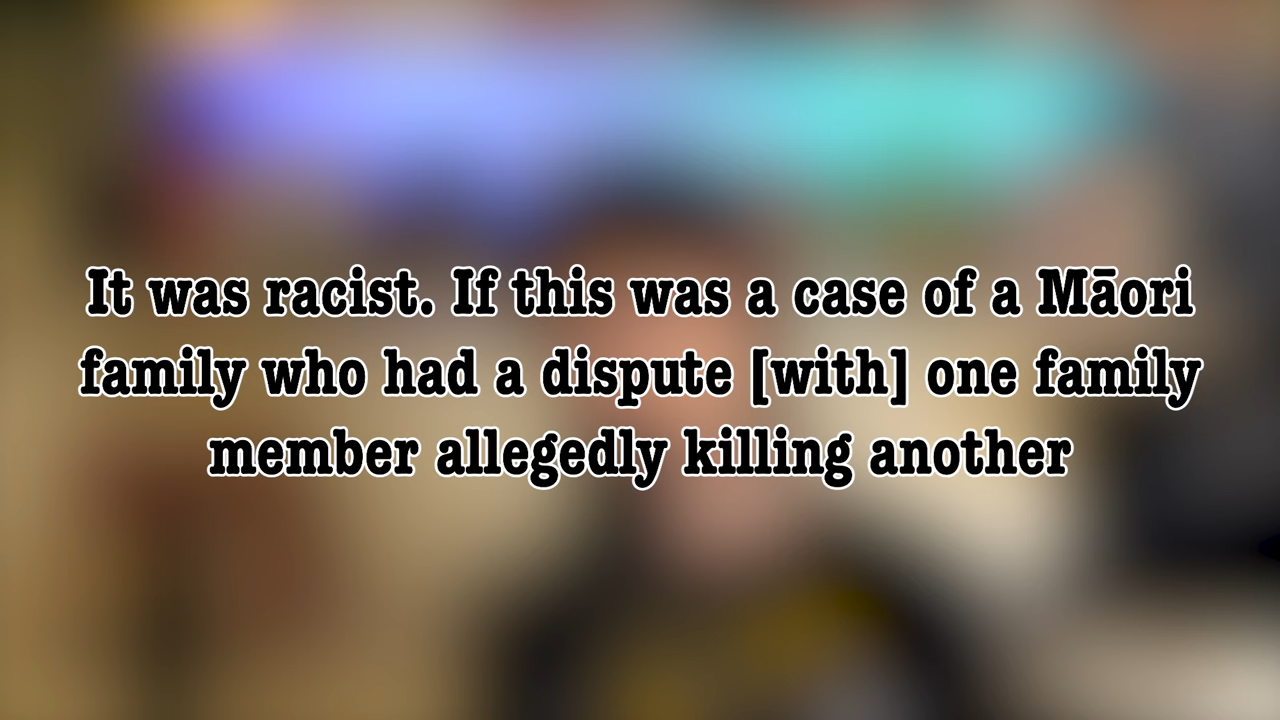 It was racist. If this was a case of a Māori
family who had a dispute [with] one family
member allegedly killing another